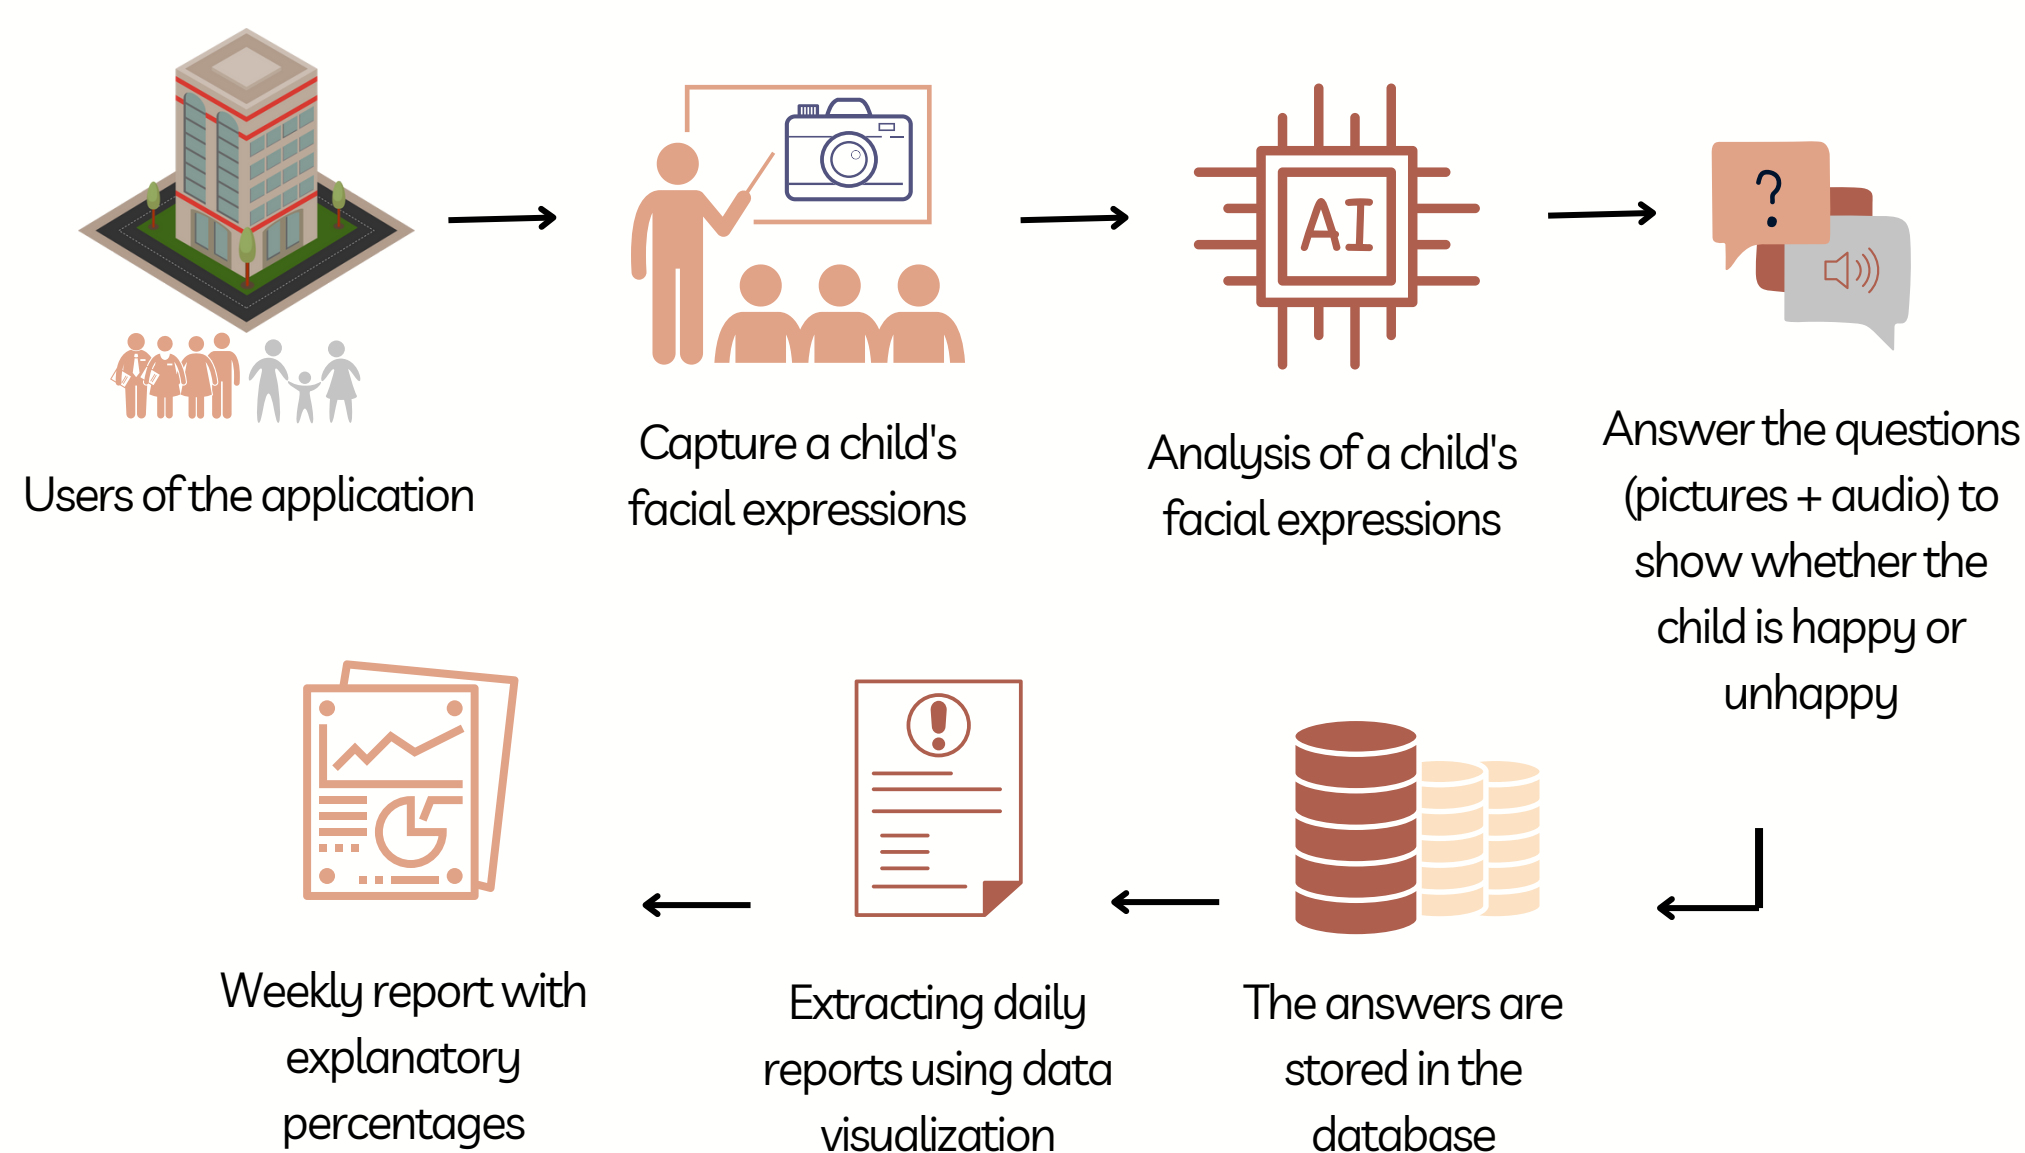 Users of the application
Capture a child's
facial expressions
AI
Analysis of a child's
facial expressions
?
Answer the questions
(pictures + audio) to
show whether the
child is happy or
unhappy
The answers are
stored in the
database
!
Extracting daily
reports using data
visualization
Weekly report with
explanatory
percentages